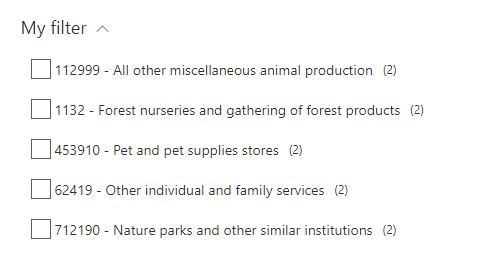 My filter
112999 - All other miscellaneous animal production (2)
1132 - Forest nurseries and gathering of forest products (2)
453910 - Pet and pet supplies stores (2)
62419 - Other individual and family services (2)
712190 - Nature parks and other similar institutions (2)